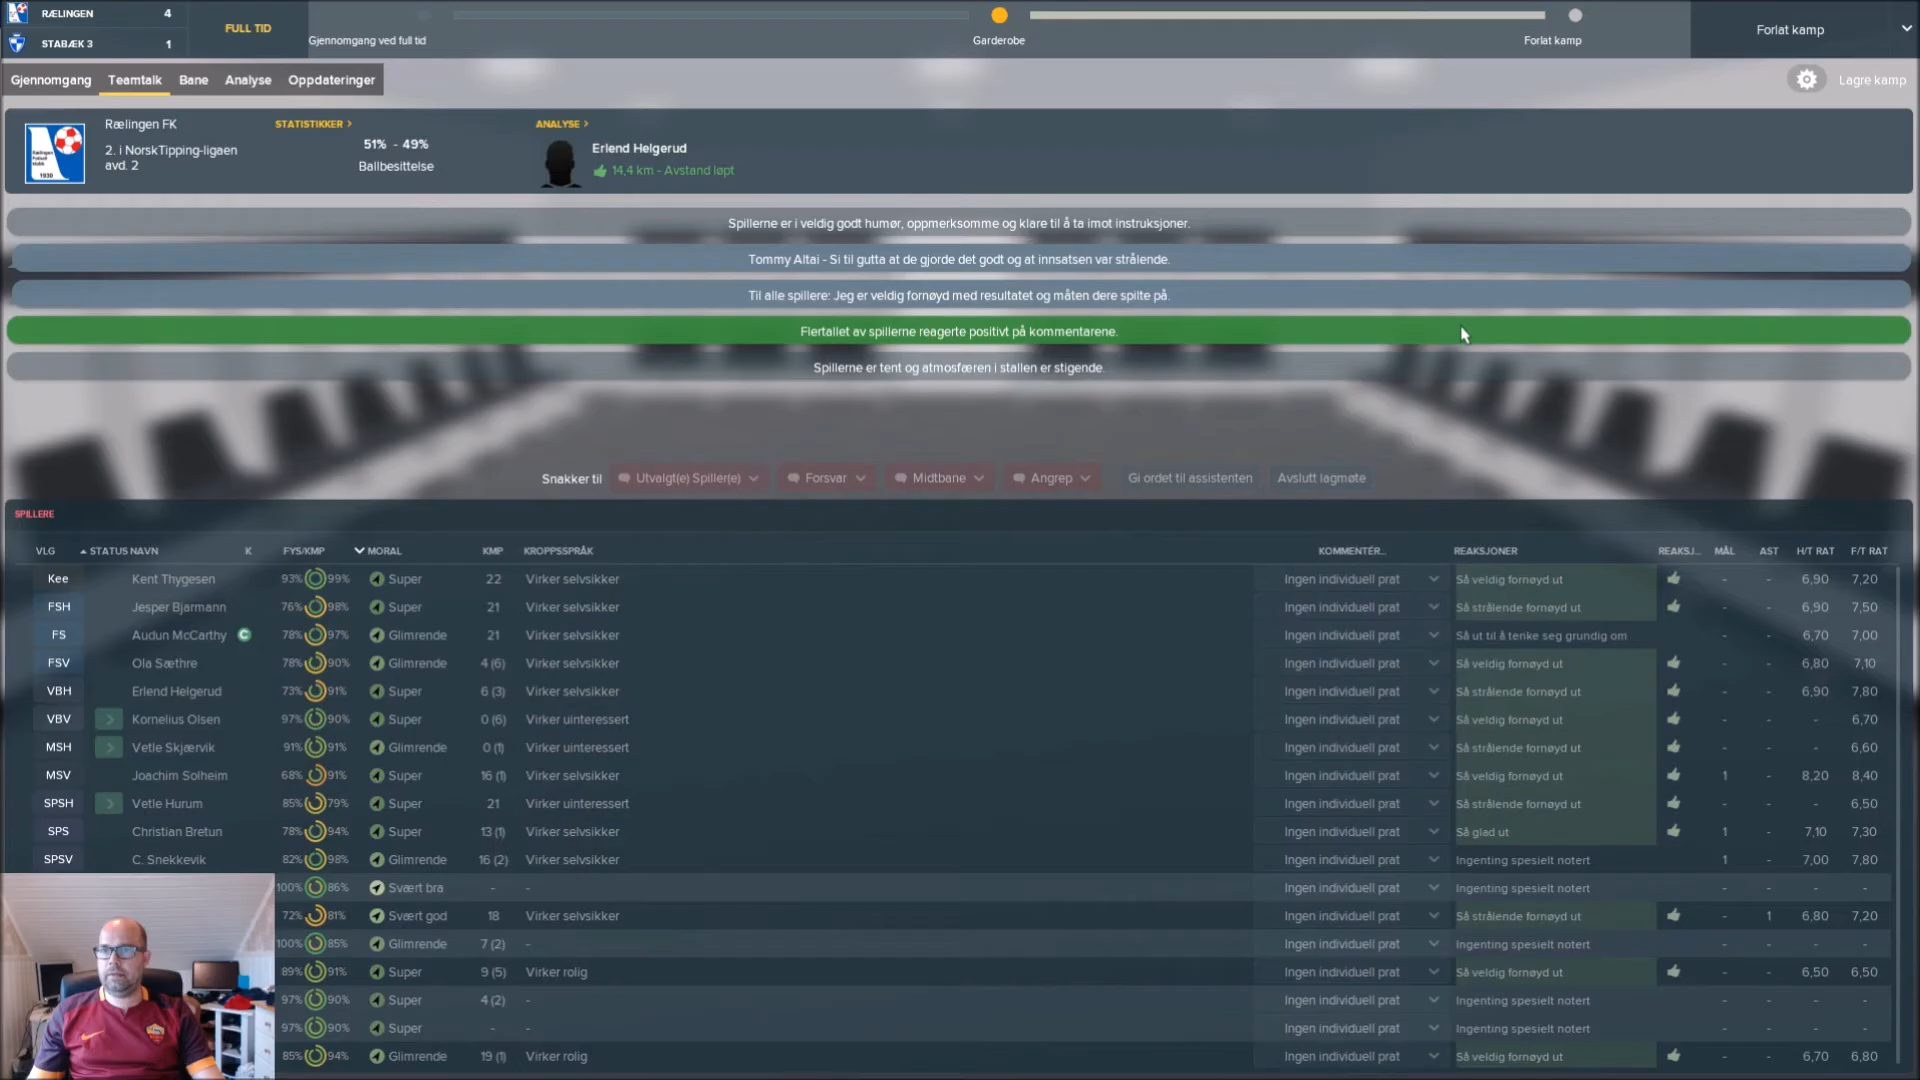 RÆLINGEN 4
STABÆK 3 1
FULL TID
Gjennomgang ved full tid
Garderobe
Forlat kamp
Forlat kamp
Gjennomgang Teamtalk Bane Analyse Oppdateringer
Lagre kamp
Rælingen FK
2. i NorskTipping-ligaen
avd. 2
STATISTIKKER >
51% - 49%
Ballbesittelse
ANALYSE >
Erlend Helgerud
14,4 km - Avstand løpt
Spillerne er i veldig godt humør, oppmerksomme og klare til å ta imot instruksjoner.
Tommy Altai - Si til gutta at de gjorde det godt og at innsatsen var strålende.
Til alle spillere: Jeg er veldig fornøyd med resultatet og måten dere spilte på.
Flertallet av spillerne reagerte positivt på kommentarene.
Spillerne er tent og atmosfæren i stallen er stigende.
Snakker til Utvalgt(e) Spiller(e) Forsvar Midtbane Angrep Gi ordet til assistenten Avslutt lagmøte
SPILLERE
VLG STATUS NAVN K FYS/KMP MORAL KMP KROPPSSPRÅK KOMMENTÉR... REAKSJONER REAKSJ... MÅL AST H/T RAT F/T RAT
Kee Kent Thygesen 93% 99% Super 22 Virker selvsikker Ingen individuell prat Så veldig fornøyd ut - - 6,90 7,20
FSH Jesper Bjarmann 76% 98% Super 21 Virker selvsikker Ingen individuell prat Så strålende fornøyd ut - - 6,90 7,50
FS Audun McCarthy C 78% 97% Glimrende 21 Virker selvsikker Ingen individuell prat Så ut til å tenke seg grundig om - - 6,70 7,00
FSV Ola Sæthre 78% 90% Glimrende 4 (6) Virker selvsikker Ingen individuell prat Så veldig fornøyd ut - - 6,80 7,10
VBH Erlend Helgerud 73% 91% Super 6 (3) Virker selvsikker Ingen individuell prat Så strålende fornøyd ut - - 6,90 7,80
VBV Kornelius Olsen 97% 90% Super 0 (6) Virker uinteressert Ingen individuell prat Så veldig fornøyd ut - - - 6,70
MSH Vetle Skjærvik 91% 91% Glimrende 0 (1) Virker uinteressert Ingen individuell prat Så strålende fornøyd ut - - - 6,60
MSV Joachim Solheim 68% 91% Super 16 (1) Virker selvsikker Ingen individuell prat Så veldig fornøyd ut 1 - 8,20 8,40
SPSH Vetle Hurum 85% 79% Super 21 Virker uinteressert Ingen individuell prat Så strålende fornøyd ut - - - 6,50
SPS Christian Bretun 78% 94% Super 13 (1) Virker selvsikker Ingen individuell prat Så glad ut 1 - 7,10 7,30
SPSV C. Snekkevik 82% 98% Glimrende 16 (2) Virker selvsikker Ingen individuell prat Ingenting spesielt notert 1 - 7,00 7,80
100% 86% Svært bra - - Ingen individuell prat Ingenting spesielt notert - - - -
72% 81% Svært god 18 Virker selvsikker Ingen individuell prat Så strålende fornøyd ut - 1 6,80 7,20
100% 85% Glimrende 7 (2) - Ingen individuell prat Ingenting spesielt notert - - - -
89% 91% Super 9 (5) Virker rolig Ingen individuell prat Så veldig fornøyd ut - - 6,50 6,50
97% 90% Super 4 (2) - Ingen individuell prat Ingenting spesielt notert - - - -
97% 90% Super - - Ingen individuell prat Ingenting spesielt notert - - - -
85% 94% Glimrende 19 (1) Virker rolig Ingen individuell prat Så veldig fornøyd ut - - 6,70 6,80